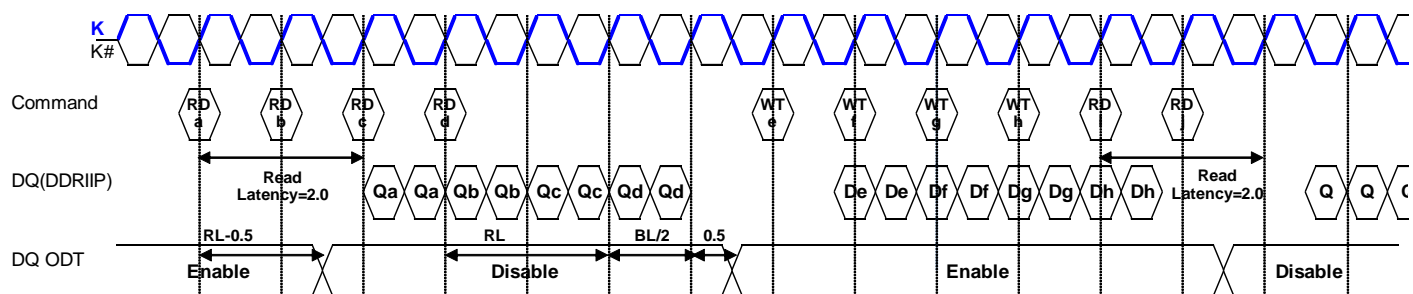 K
K#
Command
RD a
RD b
RD c
RD d
WT e
WT f
WT g
WT h
RD i
RD j
Read
Latency=2.0
Read
Latency=2.0
DQ(DDRIIP)
Qa Qa Qb Qb Qc Qc Qd Qd
De De Df Df Dg Dg Dh Dh
Q Q
RL-0.5
RL
BL/2
0.5
DQ ODT
Enable
Disable
Enable
Disable